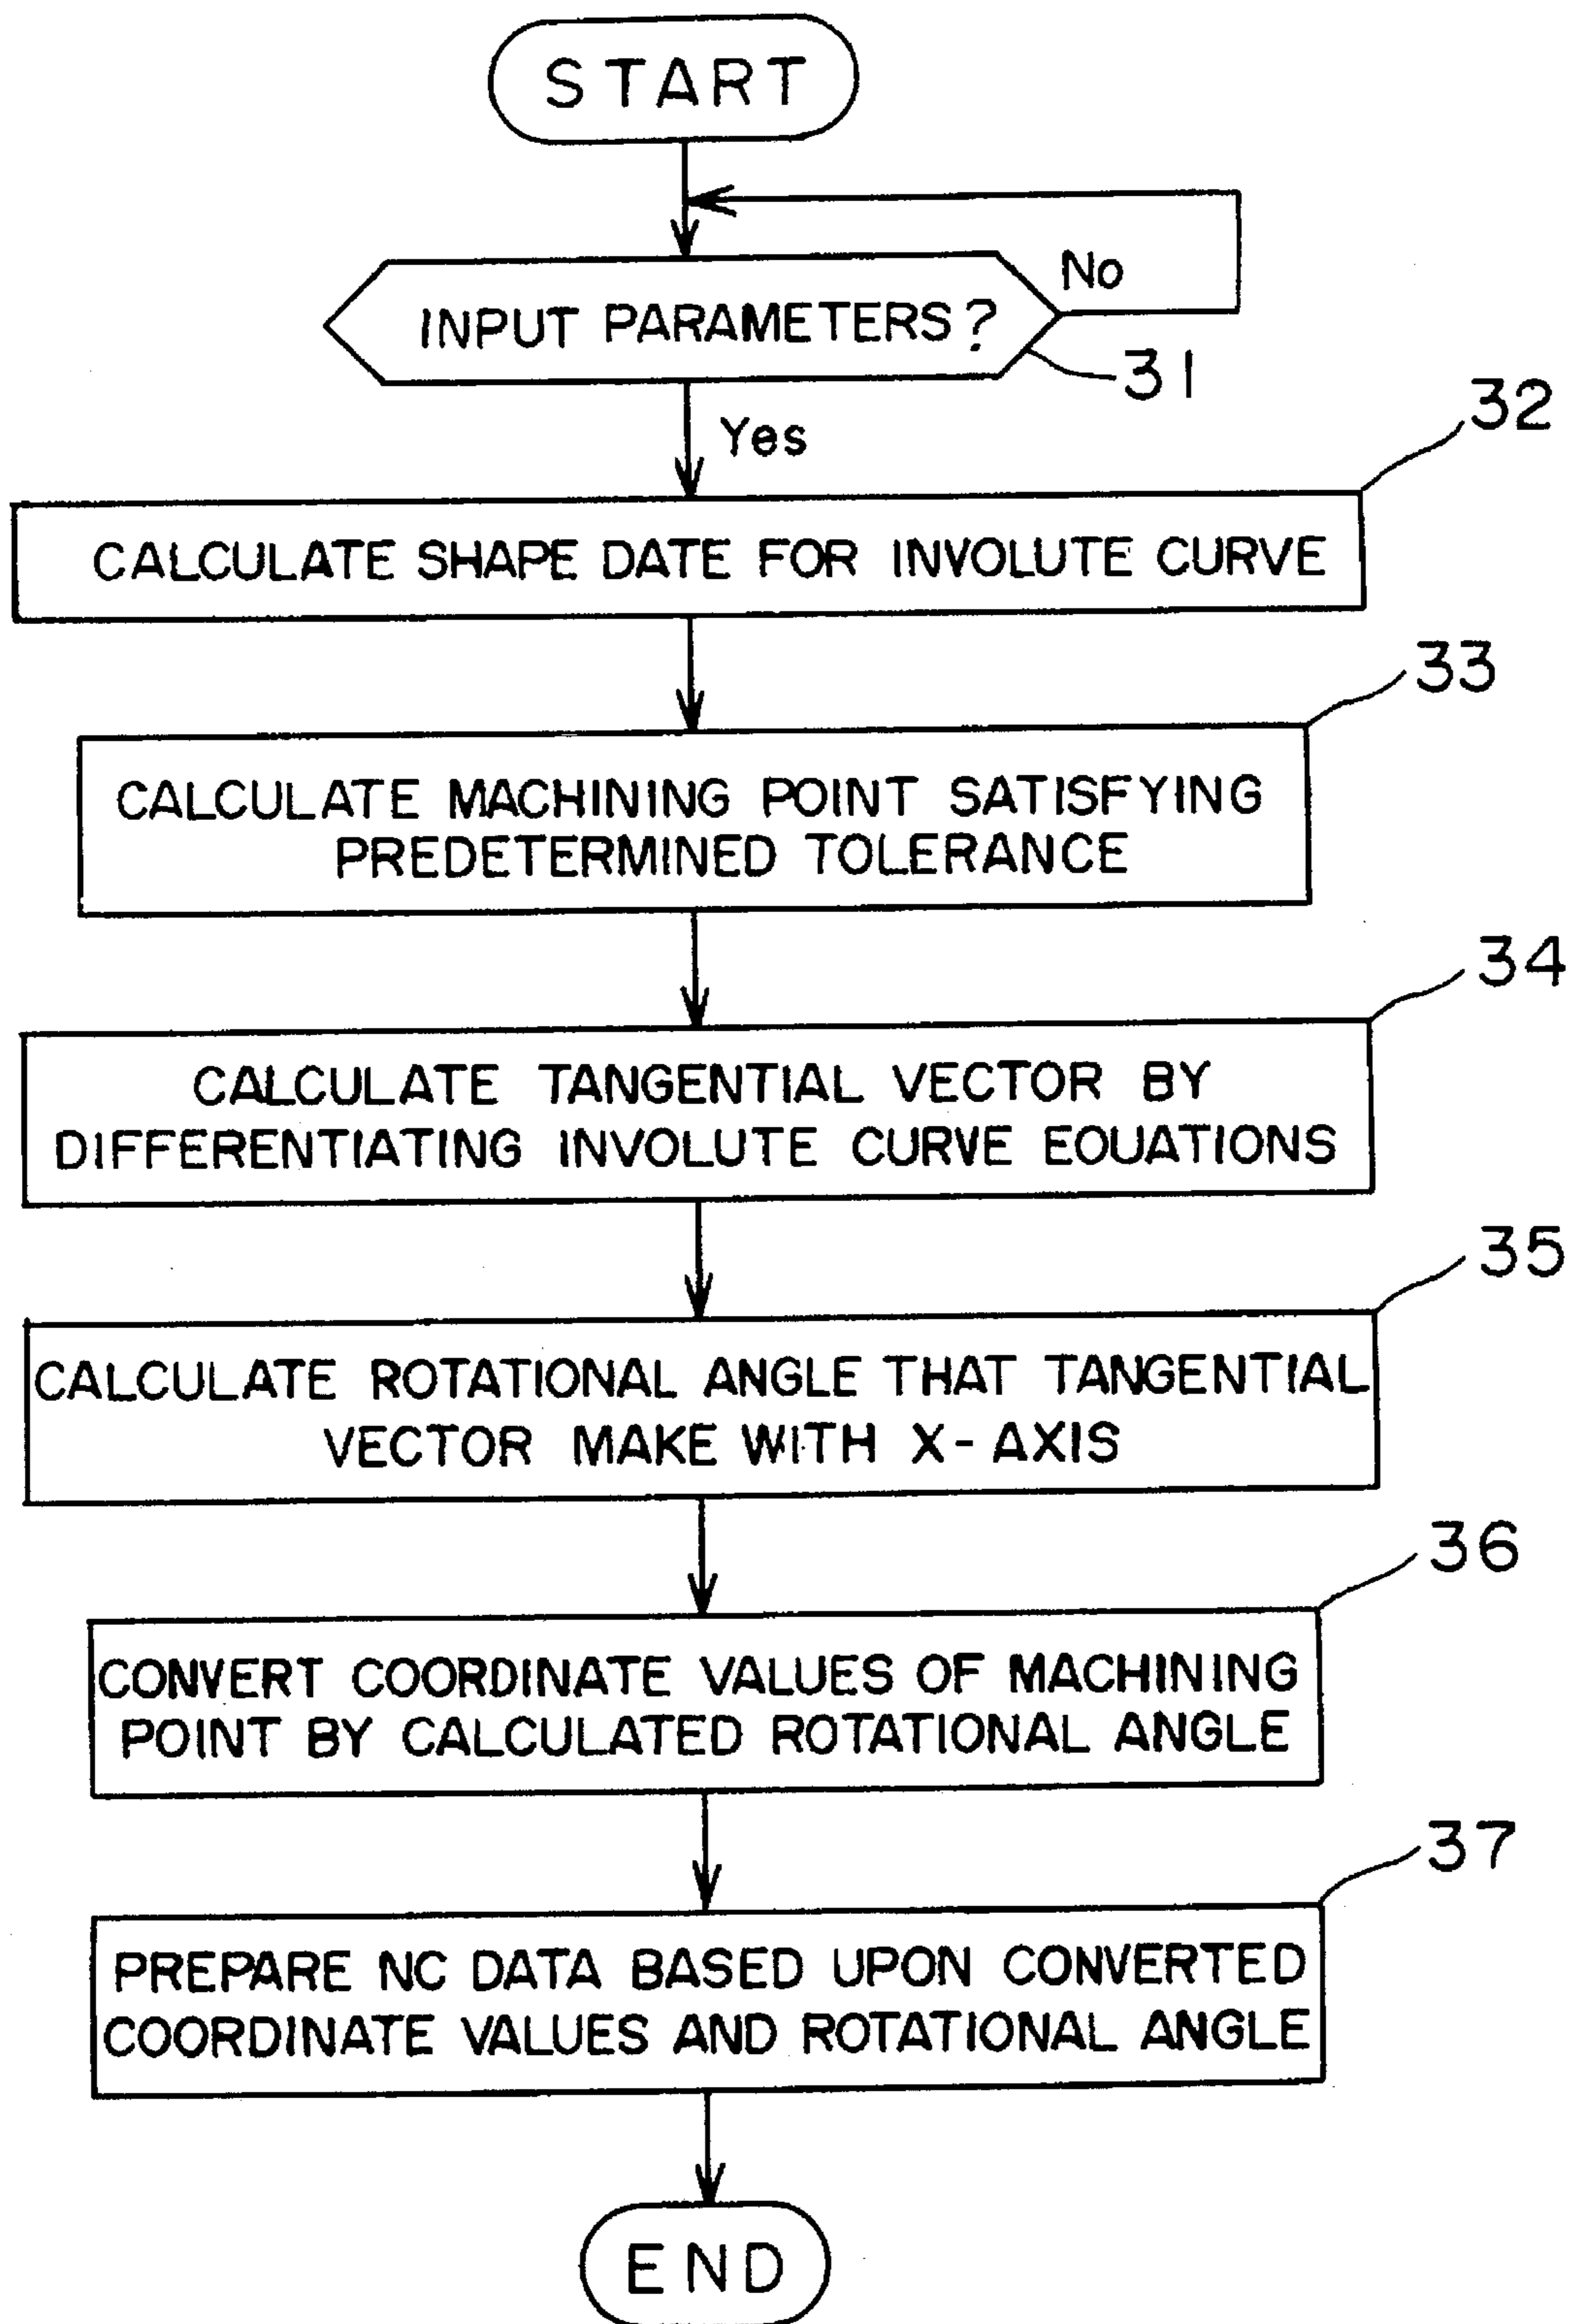 START
No
INPUT PARAMETERS?
31
Yes
32
CALCULATE SHAPE DATE FOR INVOLUTE CURVE
33
CALCULATE MACHINING POINT SATISFYING
PREDETERMINED TOLERANCE
34
CALCULATE TANGENTIAL VECTOR BY
DIFFERENTIATING INVOLUTE CURVE EOUATIONS
35
CALCULATE ROTATIONAL ANGLE THAT TANGENTIAL
VECTOR MAKE WITH X-AXIS
36
CONVERT COORDINATE VALUES OF MACHINING
POINT BY CALCULATED ROTATIONAL ANGLE
37
PREPARE NC DATA BASED UPON CONVERTED
COORDINATE VALUES AND ROTATIONAL ANGLE
END